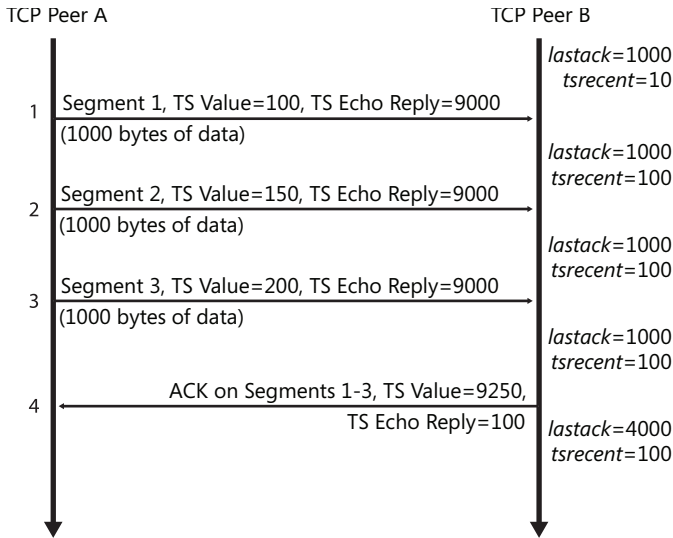 TCP Peer A
TCP Peer B
lastack=1000
tsrecent=10
1
Segment 1, TS Value=100, TS Echo Reply=9000
(1000 bytes of data)
lastack=1000
tsrecent=100
2
Segment 2, TS Value=150, TS Echo Reply=9000
(1000 bytes of data)
lastack=1000
tsrecent=100
3
Segment 3, TS Value=200, TS Echo Reply=9000
(1000 bytes of data)
lastack=1000
tsrecent=100
4
ACK on Segments 1-3, TS Value=9250,
TS Echo Reply=100
lastack=4000
tsrecent=100